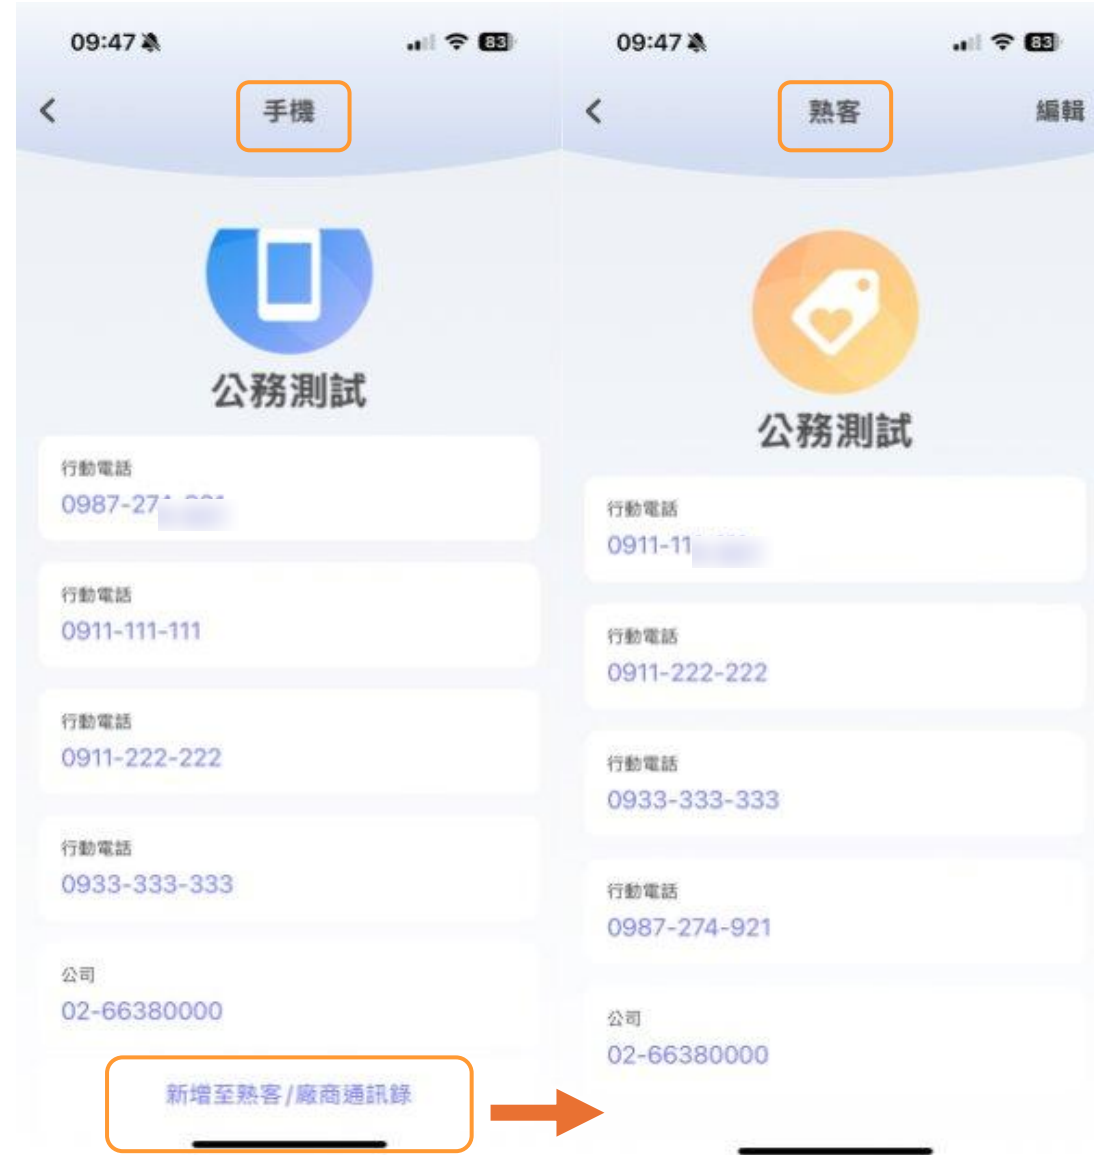 09:47
83
手機
公務測試
行動電話
0987-27
行動電話
0911-111-111
行動電話
0911-222-222
行動電話
0933-333-333
公司
02-66380000
新增至熟客/廠商通訊錄
09:47
83
熟客
編輯
公務測試
行動電話
0911-11
行動電話
0911-222-222
行動電話
0933-333-333
行動電話
0987-274-921
公司
02-66380000